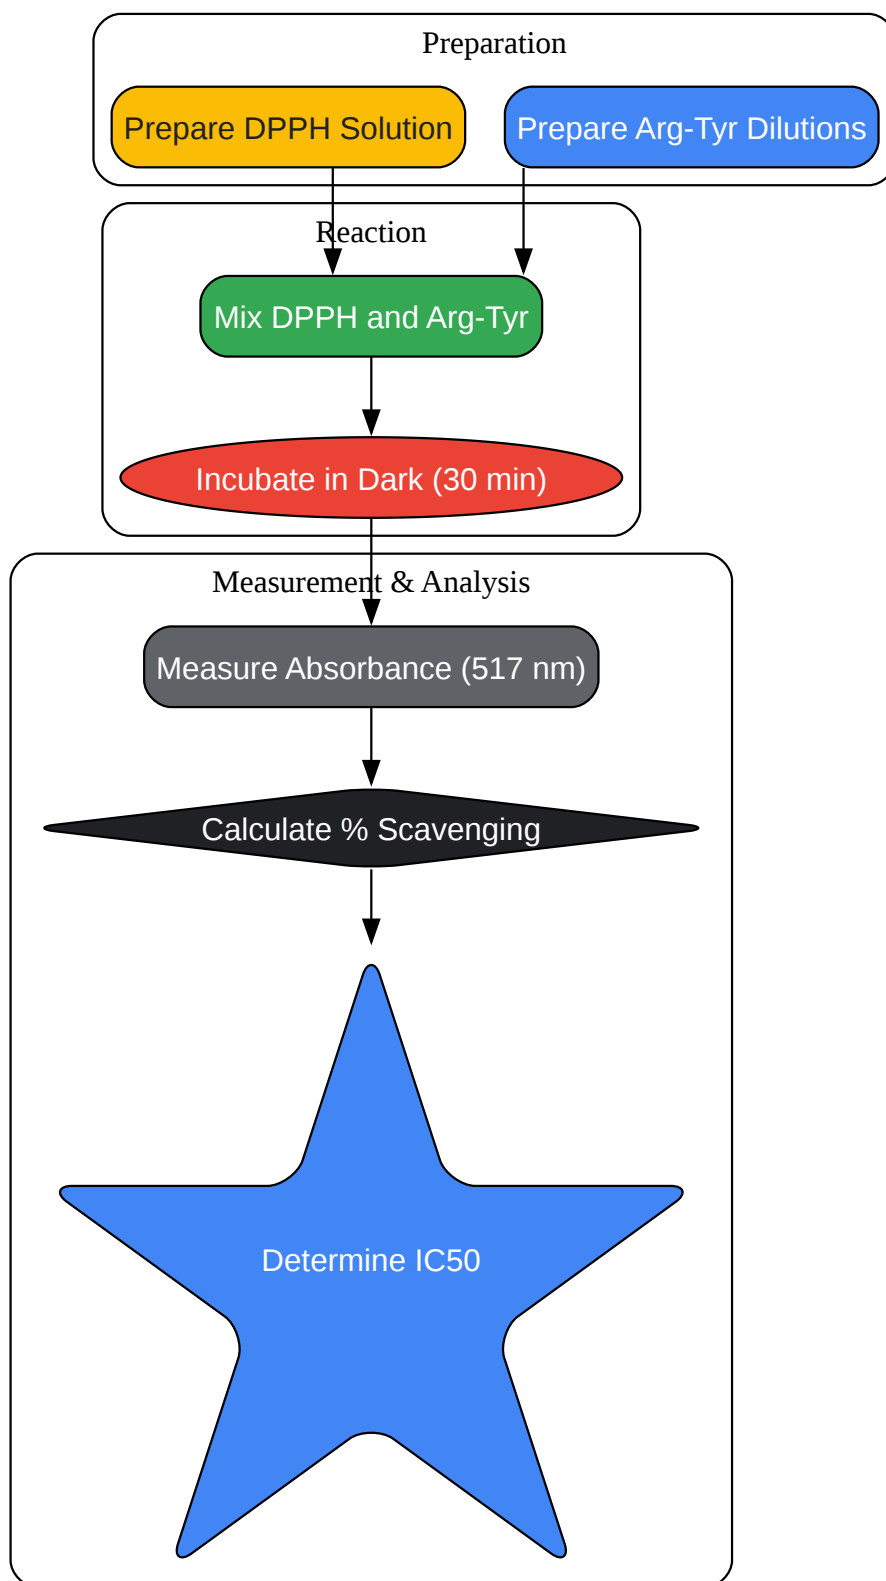 Preparation
Prepare DPPH Solution
Prepare Arg-Tyr Dilutions
Reaction
Mix DPPH and Arg-Tyr
Incubate in Dark (30 min)
Measurement & Analysis
Measure Absorbance (517 nm)
Calculate % Scavenging
Determine IC50